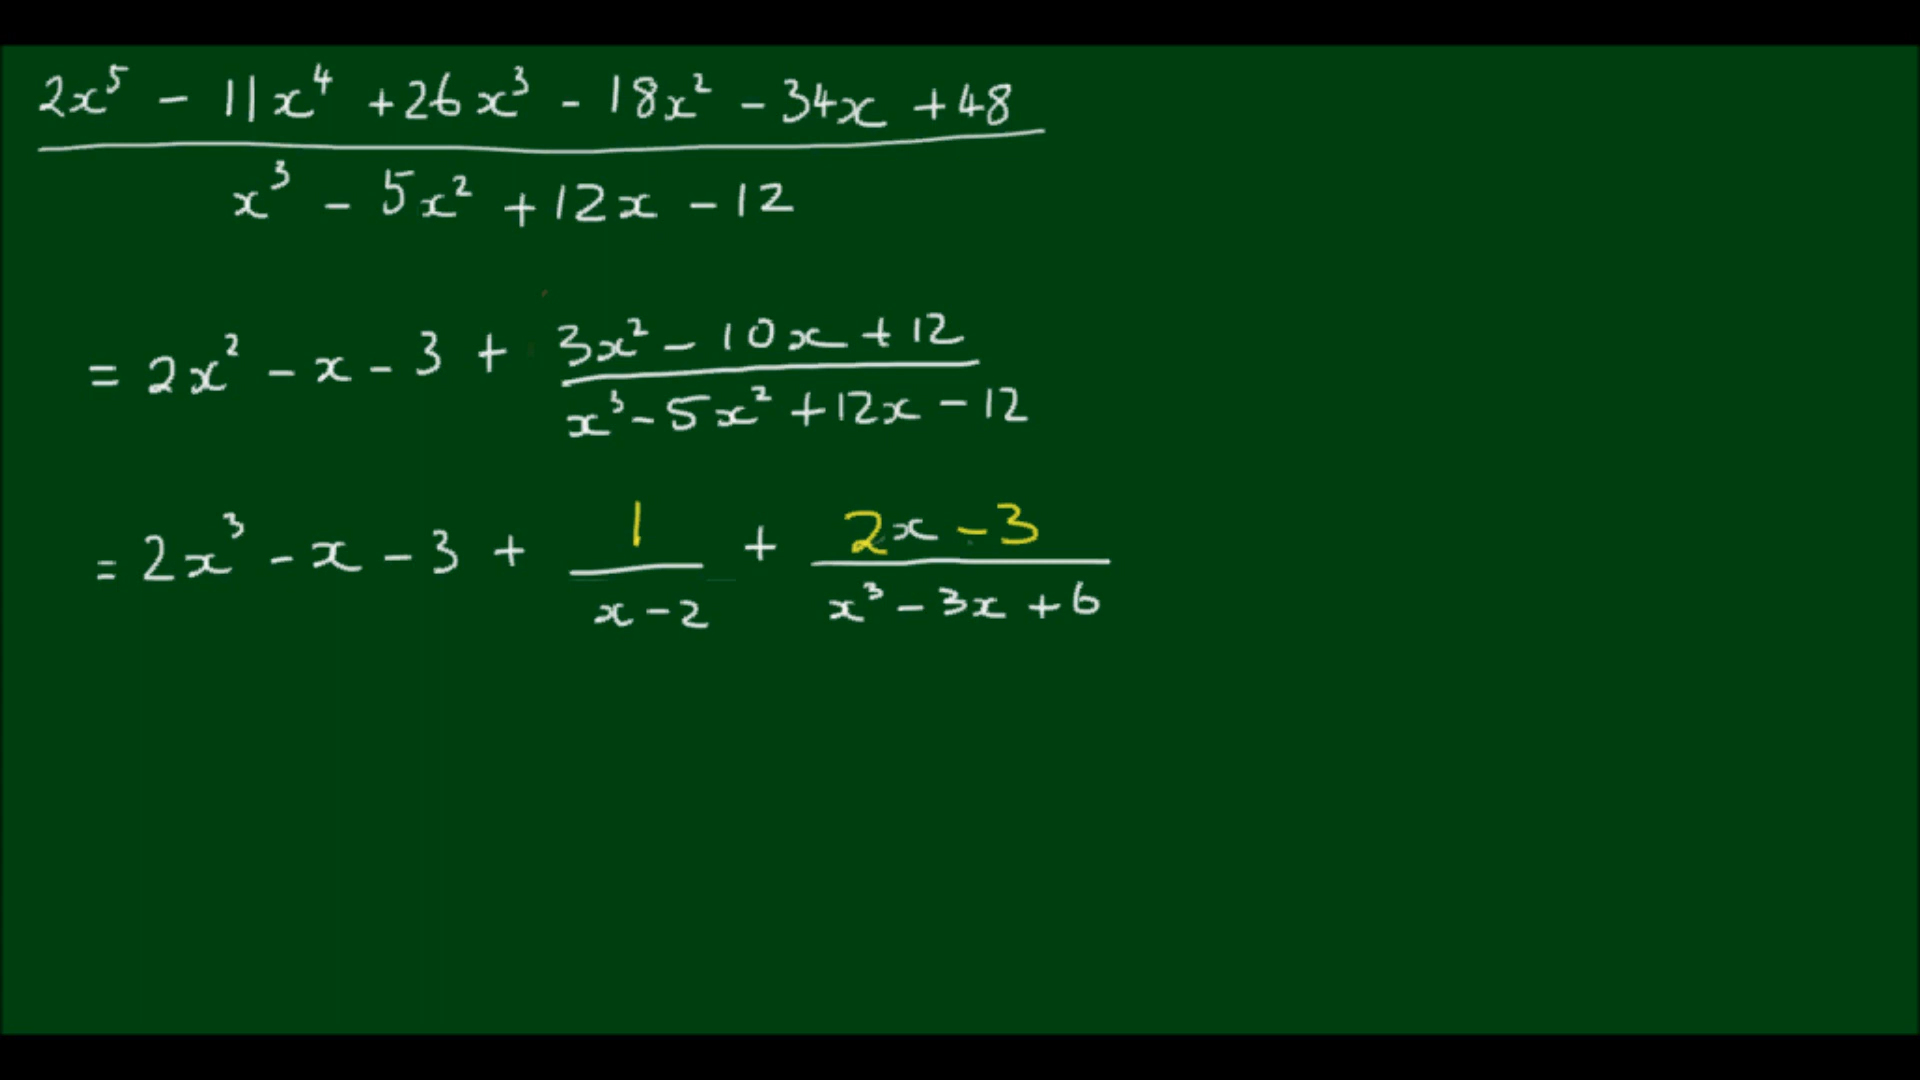 2x⁵ - 11x⁴ + 26x³ - 18x² - 34x + 48
x³ - 5x² + 12x - 12
= 2x² - x - 3 + 3x² - 10x + 12
x³ - 5x² + 12x - 12
= 2x³ - x - 3 + 1 + 2x - 3
x - 2 x³ - 3x + 6